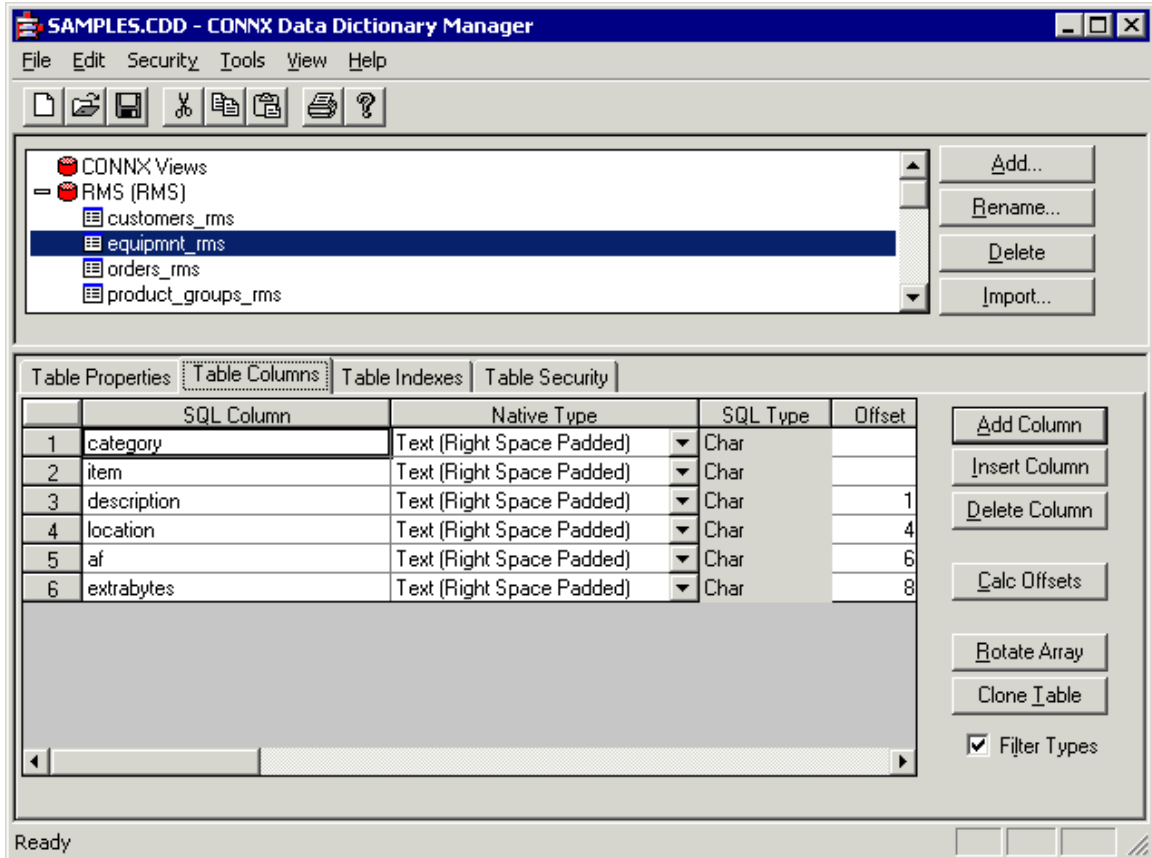 SAMPLES.CDD - CONNX Data Dictionary Manager
File Edit Security Tools View Help
CONNX Views
RMS (RMS)
customers_rms
equipmnt_rms
orders_rms
product_groups_rms
Add...
Rename...
Delete
Import...
Table Properties Table Columns Table Indexes Table Security
SQL Column Native Type SQL Type Offset
1 category Text (Right Space Padded) Char
2 item Text (Right Space Padded) Char
3 description Text (Right Space Padded) Char 1
4 location Text (Right Space Padded) Char 4
5 af Text (Right Space Padded) Char 6
6 extrabytes Text (Right Space Padded) Char 8
Add Column
Insert Column
Delete Column
Calc Offsets
Rotate Array
Clone Table
Filter Types
Ready